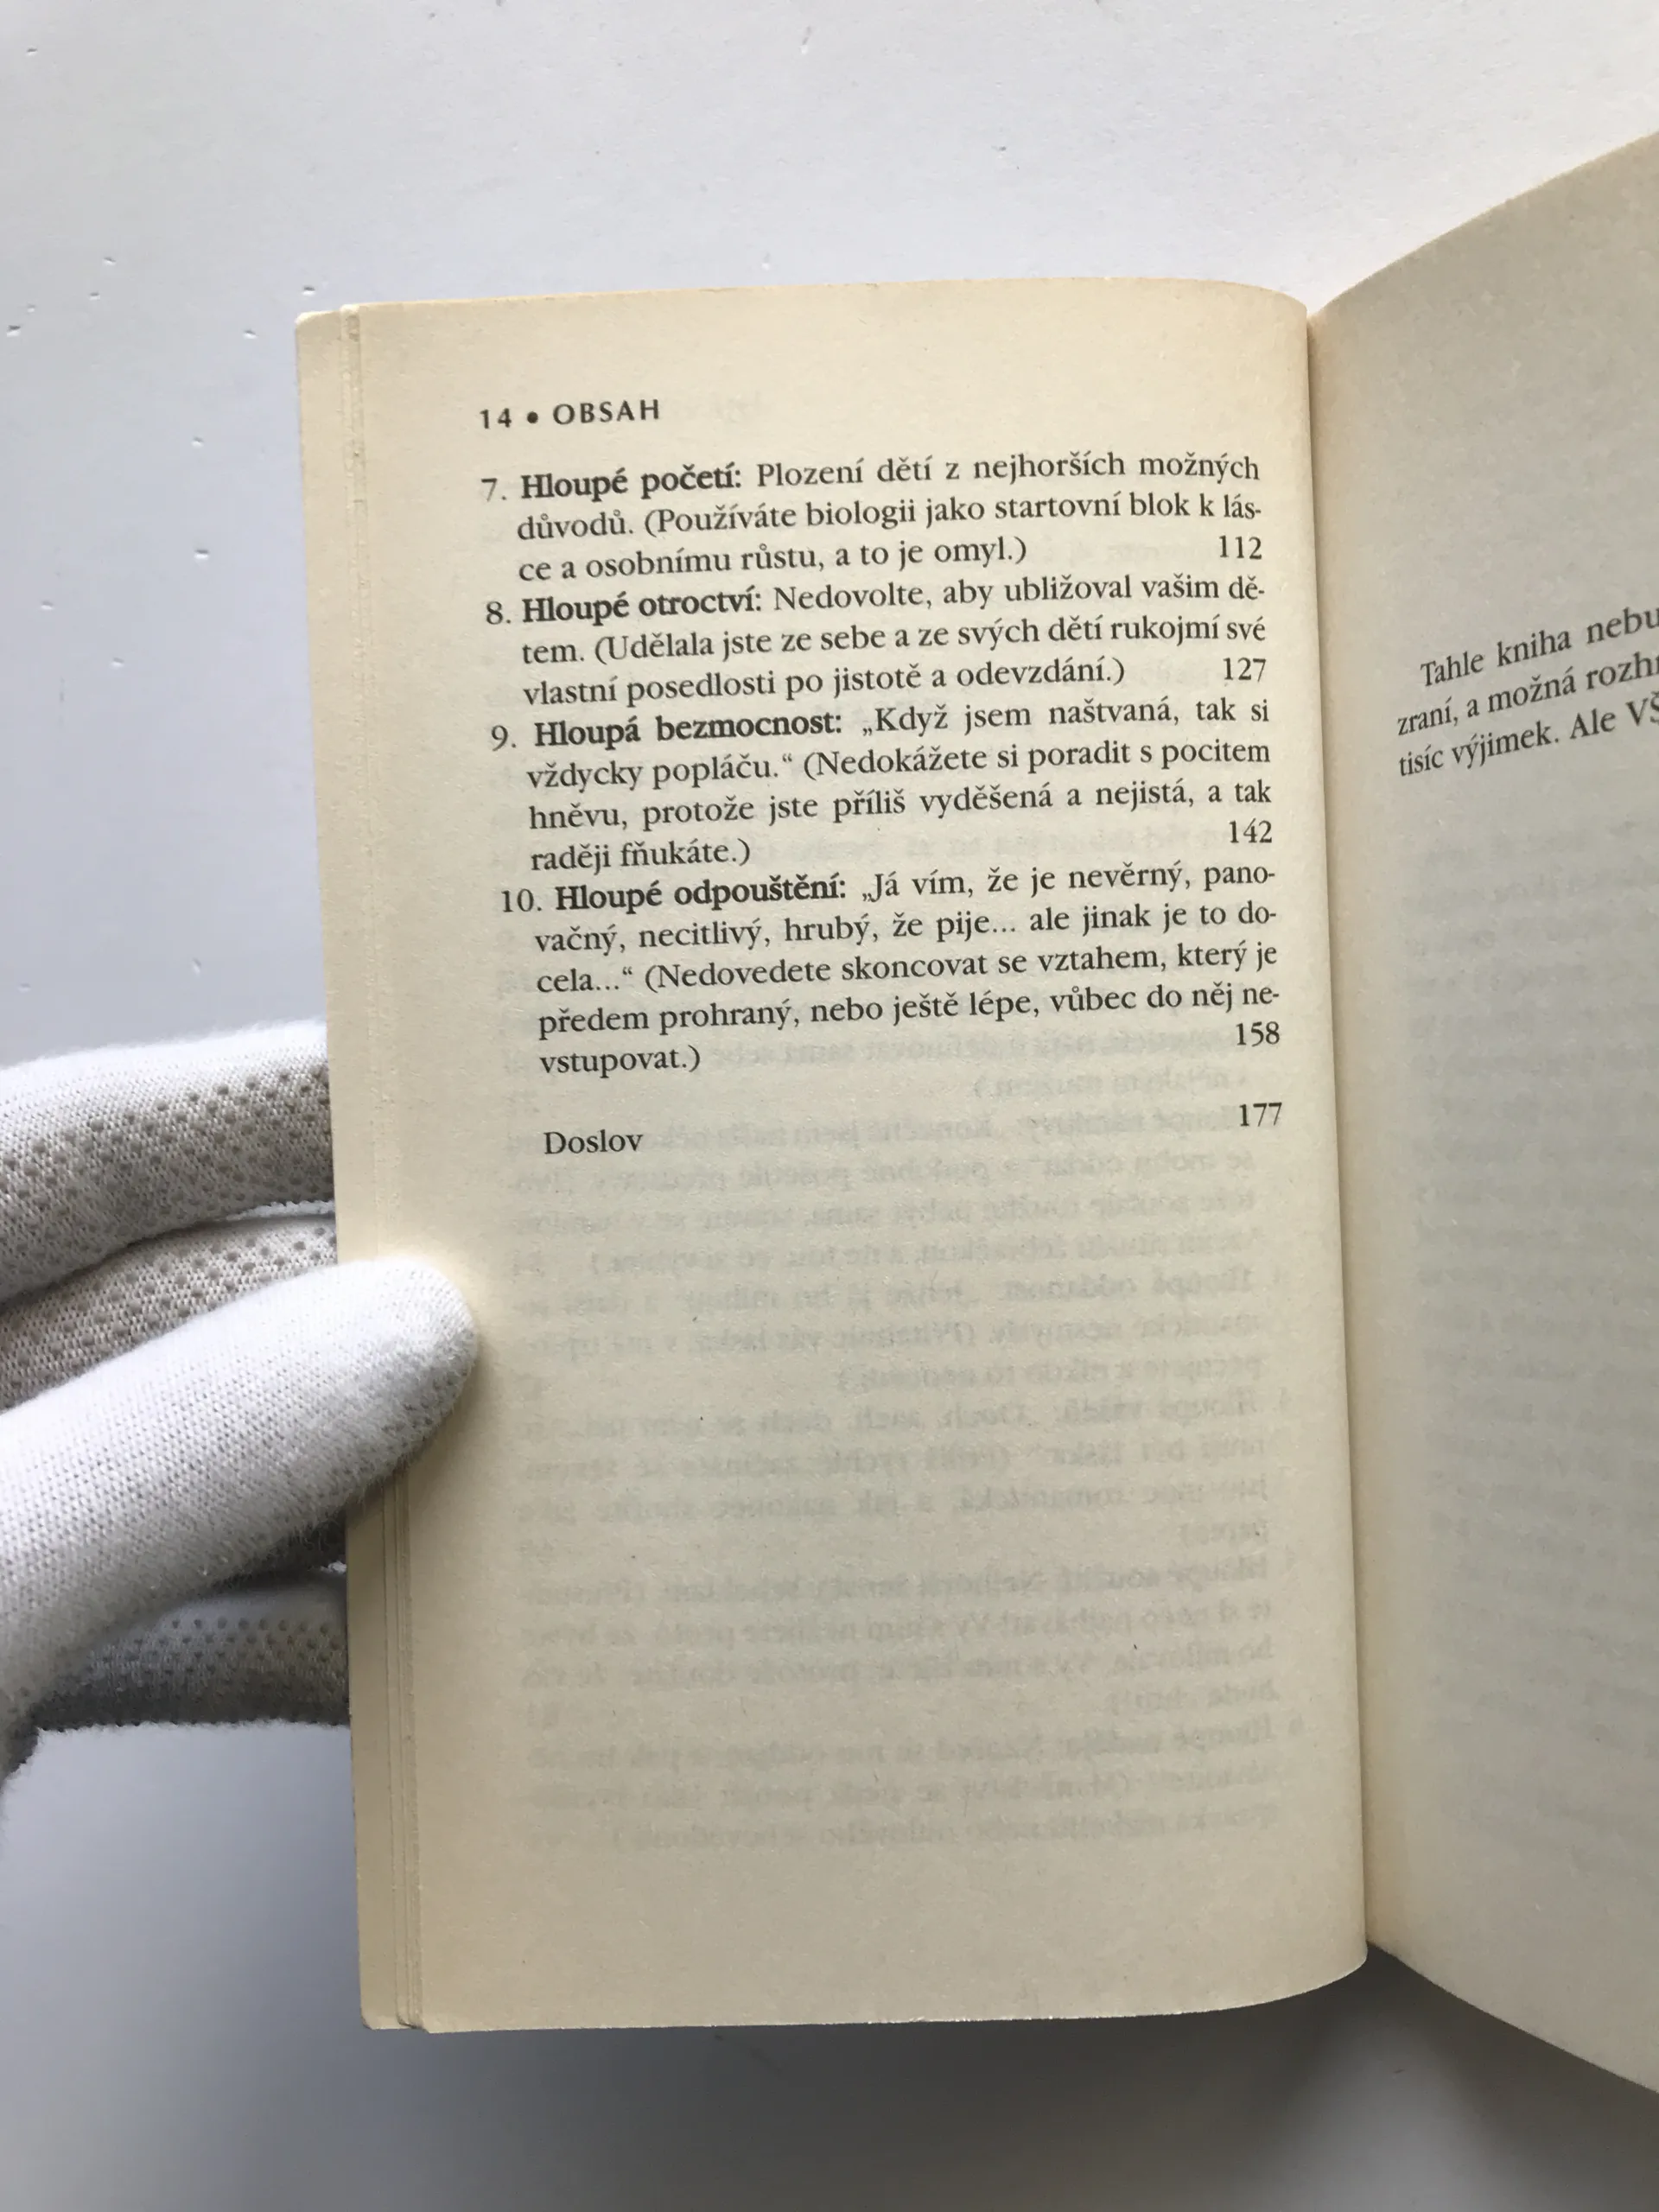 14 • OBSAH
7. Hloupé početí: Plození dětí z nejhorších možných
důvodů. (Používáte biologii jako startovní blok k lás-
ce a osobnímu růstu, a to je omyl.) 112
8. Hloupé otroctví: Nedovolte, aby ubližoval vašim dě-
tem. (Udělala jste ze sebe a ze svých dětí rukojmí své
vlastní posedlosti po jistotě a odevzdání.) 127
9. Hloupá bezmocnost: „Když jsem naštvaná, tak si
vždycky popláču.“ (Nedokážete si poradit s pocitem
hněvu, protože jste příliš vyděšená a nejistá, a tak
raději fňukáte.) 142
10. Hloupé odpouštění: „Já vím, že je nevěrný, pano-
vačný, necitlivý, hrubý, že pije... ale jinak je to do-
cela...“ (Nedovedete skoncovat se vztahem, který je
předem prohraný, nebo ještě lépe, vůbec do něj ne-
vstupovat.) 158
Doslov 177
Tahle kniha nebu
zraní, a možná rozhn
tisíc výjimek. Ale VŠ